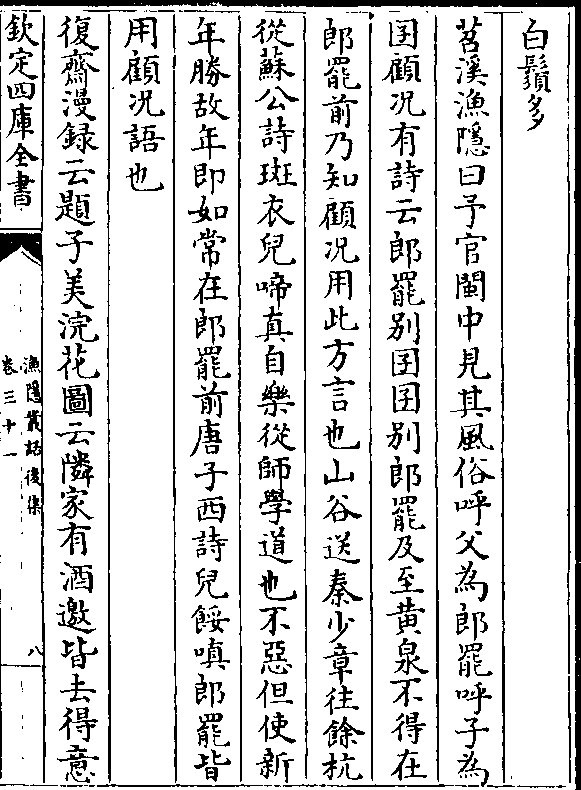 白鬚多
苕溪漁隱曰予官閩中見其風俗呼父為郎罷呼子為
囝顧况有詩云郎罷别囝囝别郎罷及至黄泉不得在
郎罷前乃知顧况用此方言也山谷送秦少章往餘杭
從蘇公詩斑衣兒啼真自樂從師學道也不惡但使新
年勝故年即如常在郎罷前唐子西詩兒餒嗔郎罷皆
用顧况語也
復齋漫録云題子美浣花圖云隣家有酒邀皆去得意
欽定四庫全書
漁隱叢話後集
卷三十一
八